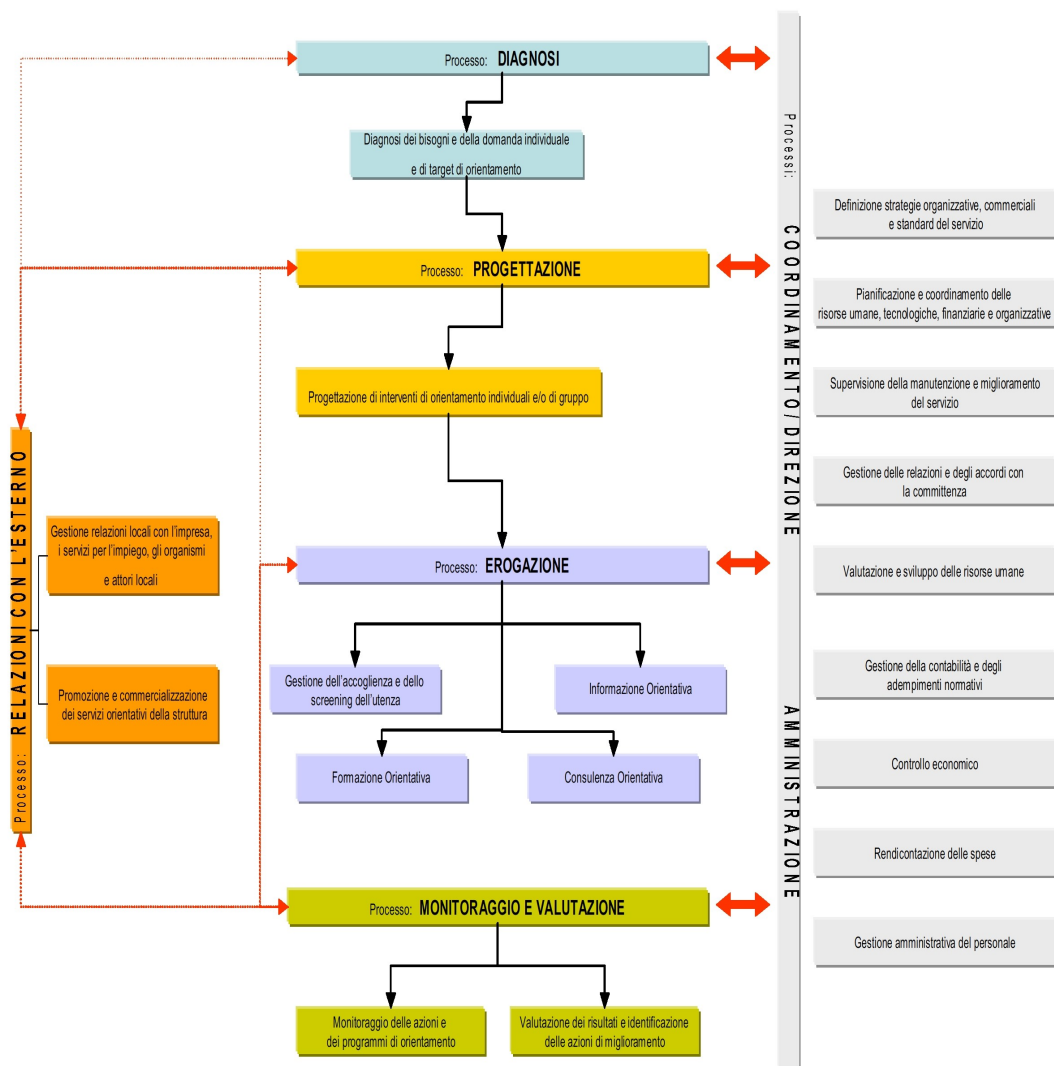 Processo: DIAGNOSI
Diagnosi dei bisogni e della domanda individuale
e di target di orientamento
Processo: PROGETTAZIONE
Progettazione di interventi di orientamento individuali e/o di gruppo
Processo: EROGAZIONE
Gestione dell'accoglienza e dello
screening dell'utenza
Informazione Orientativa
Formazione Orientativa
Consulenza Orientativa
Processo: MONITORAGGIO E VALUTAZIONE
Monitoraggio delle azioni e
dei programmi di orientamento
Valutazione dei risultati e identificazione
delle azioni di miglioramento
Processo: RELAZIONI CON L'ESTERNO
Gestione relazioni locali con l'impresa,
i servizi per l'impiego, gli organismi
e attori locali
Promozione e commercializzazione
dei servizi orientativi della struttura
Processi: COORDINAMENTO/DIREZIONE AMMINISTRAZIONE
Definizione strategie organizzative, commerciali
e standard del servizio
Pianificazione e coordinamento delle
risorse umane, tecnologiche, finanziarie e organizzative
Supervisione della manutenzione e miglioramento
del servizio
Gestione delle relazioni e degli accordi con
la committenza
Valutazione e sviluppo delle risorse umane
Gestione della contabilità e degli
adempimenti normativi
Controllo economico
Rendicontazione delle spese
Gestione amministrativa del personale